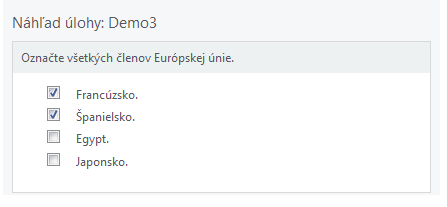 Náhľad úlohy: Demo3
Označte všetkých členov Európskej únie.
Francúzsko.
Španielsko.
Egypt.
Japonsko.